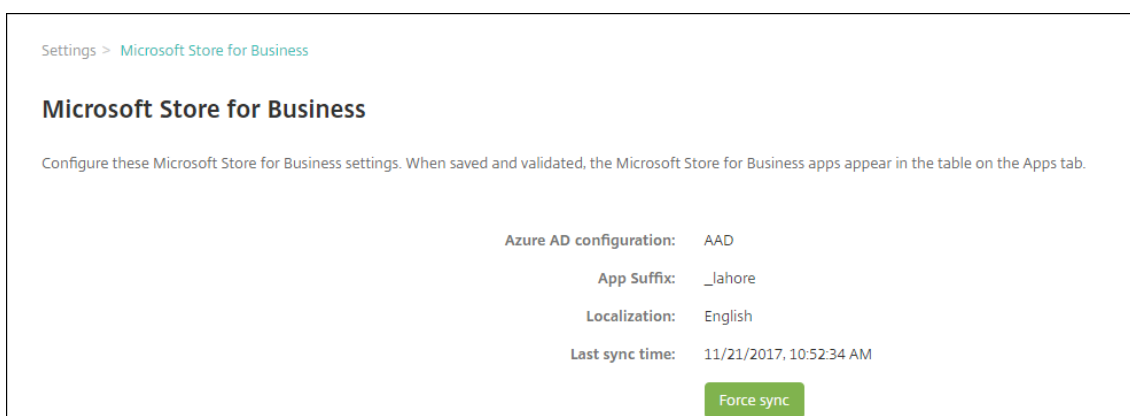 Settings > Microsoft Store for Business
Microsoft Store for Business
Configure these Microsoft Store for Business settings. When saved and validated, the Microsoft Store for Business apps appear in the table on the Apps tab.
Azure AD configuration: AAD
App Suffix: _lahore
Localization: English
Last sync time: 11/21/2017, 10:52:34 AM
Force sync